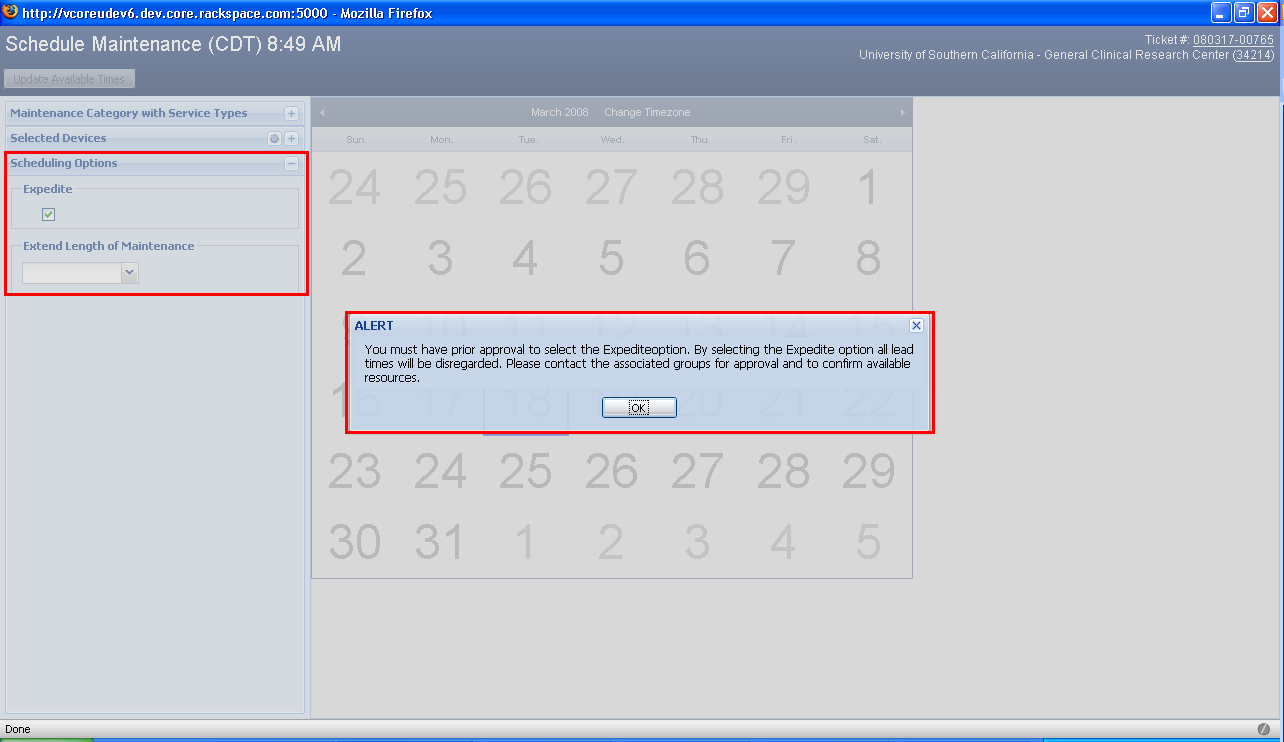 http://vcoreudev6.dev.core.rackspace.com:5000 - Mozilla Firefox
Schedule Maintenance (CDT) 8:49 AM
Ticket #: 080317-00765
University of Southern California - General Clinical Research Center (34214)
Update Available Times
Maintenance Category with Service Types
Selected Devices
Scheduling Options
Expedite
Extend Length of Maintenance
March 2008 Change Timezone
Sun. Mon. Tue. Wed. Thu. Fri. Sat.
24 25 26 27 28 29 1
2 3 4 5 6 7 8
9 10 11 12 13 14 15
ALERT
You must have prior approval to select the Expediteoption. By selecting the Expedite option all lead
times will be disregarded. Please contact the associated groups for approval and to confirm available
resources.
16 17 18 20 21 22
OK
23 24 25 26 27 28 29
30 31 1 2 3 4 5
Done